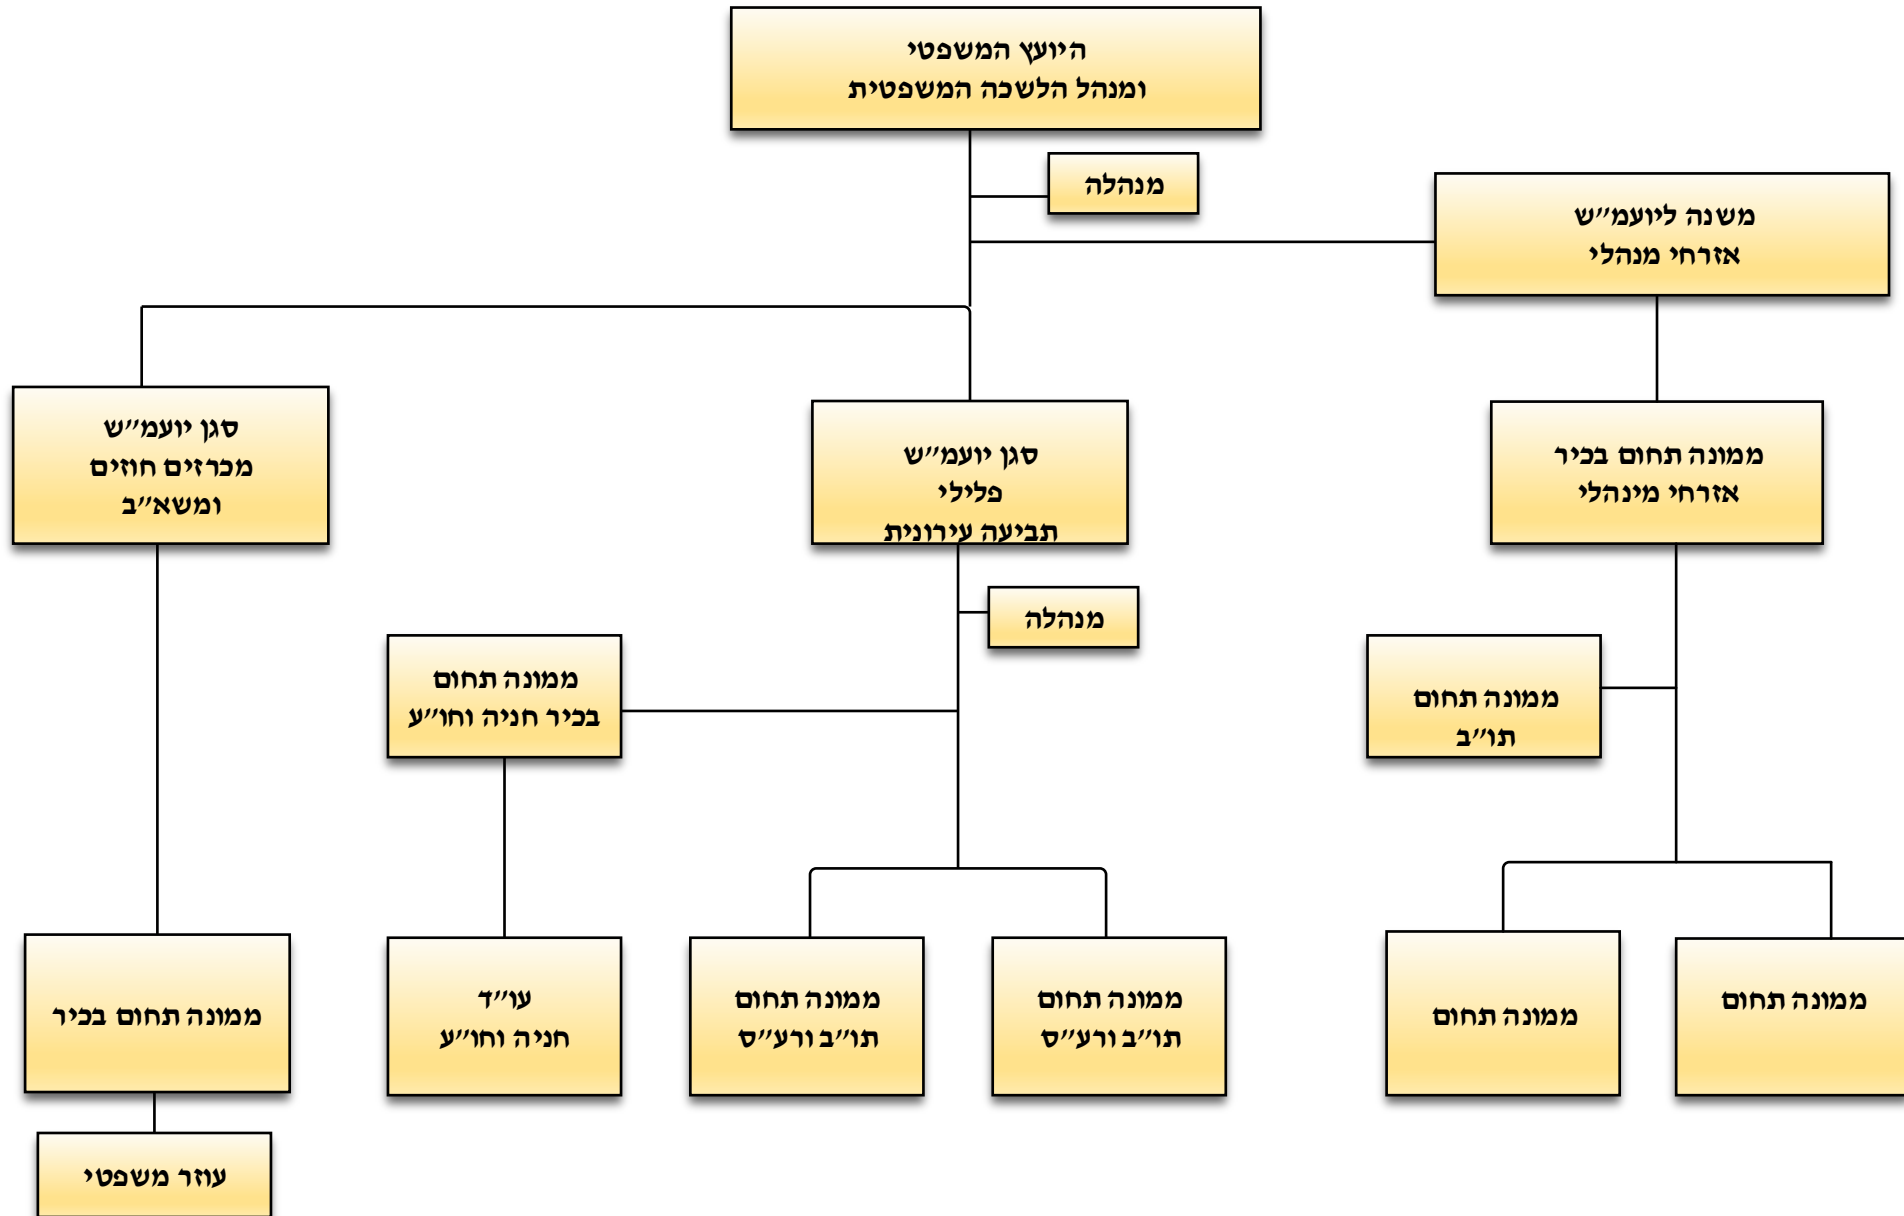 היועץ המשפטי
ומנהל הלשכה המשפטית
מנהלה
משנה ליועמ״ש
אזרחי מנהלי
סגן יועמ״ש
מכרזים חוזים
ומשא״ב
סגן יועמ״ש
פלילי
תביעה עירונית
ממונה תחום בכיר
אזרחי מינהלי
מנהלה
ממונה תחום
בכיר חניה וחו״ע
ממונה תחום
תו״ב
ממונה תחום בכיר
עו״ד
חניה וחו״ע
ממונה תחום
תו״ב ורע״ס
ממונה תחום
תו״ב ורע״ס
ממונה תחום
ממונה תחום
עוזר משפטי